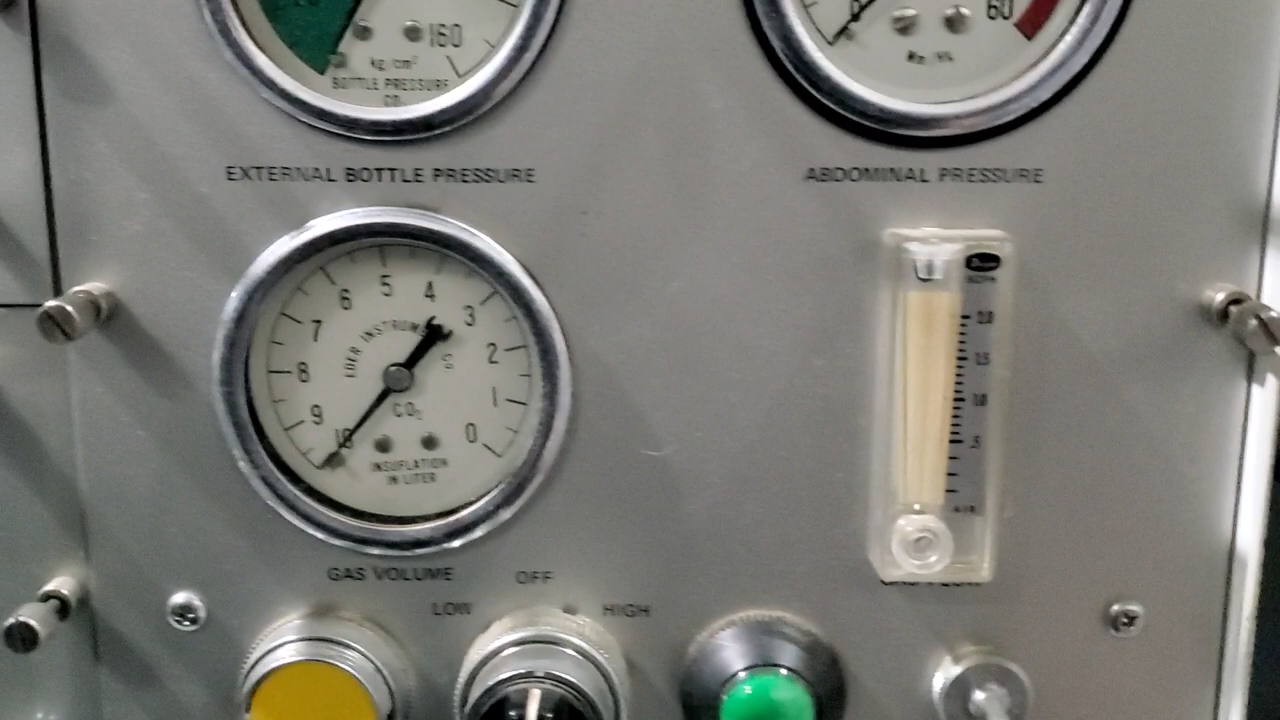 160
kg/cm²
BOTTLE PRESSURE
CO₂
0
60
EXTERNAL BOTTLE PRESSURE
ABDOMINAL PRESSURE
0
1
2
3
4
5
6
7
8
9
10
CO₂
INSUFLATION
IN LITER
2.0
1.5
1.0
.5
AIR
GAS VOLUME
OFF
LOW
HIGH